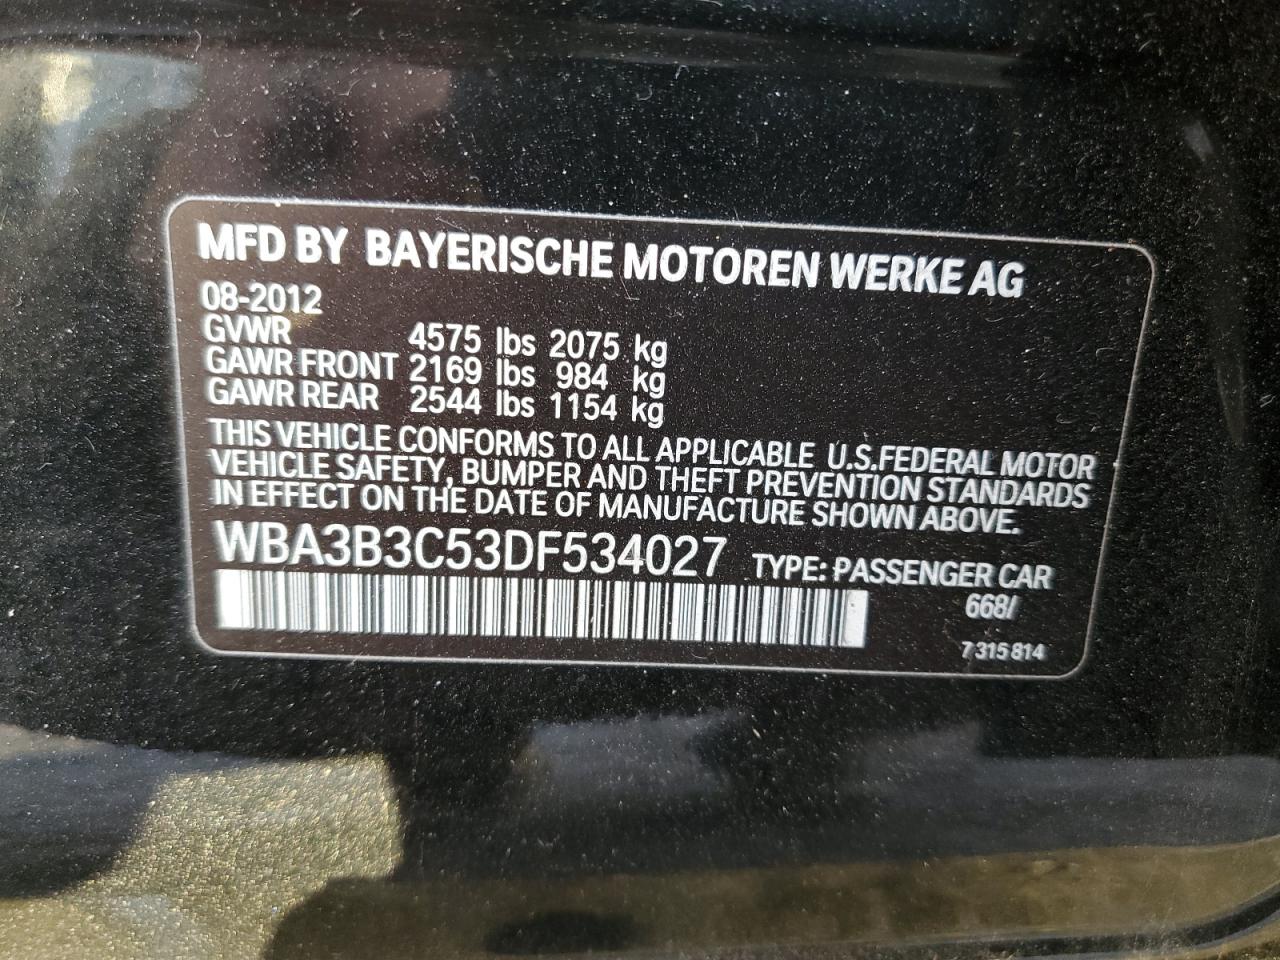 MFD BY BAYERISCHE MOTOREN WERKE AG
08-2012
GVWR 4575 lbs 2075 kg
GAWR FRONT 2169 lbs 984 kg
GAWR REAR 2544 lbs 1154 kg
THIS VEHICLE CONFORMS TO ALL APPLICABLE U.S.FEDERAL MOTOR
VEHICLE SAFETY, BUMPER AND THEFT PREVENTION STANDARDS
IN EFFECT ON THE DATE OF MANUFACTURE SHOWN ABOVE.
WBA3B3C53DF534027 TYPE: PASSENGER CAR
668/
7 315 814